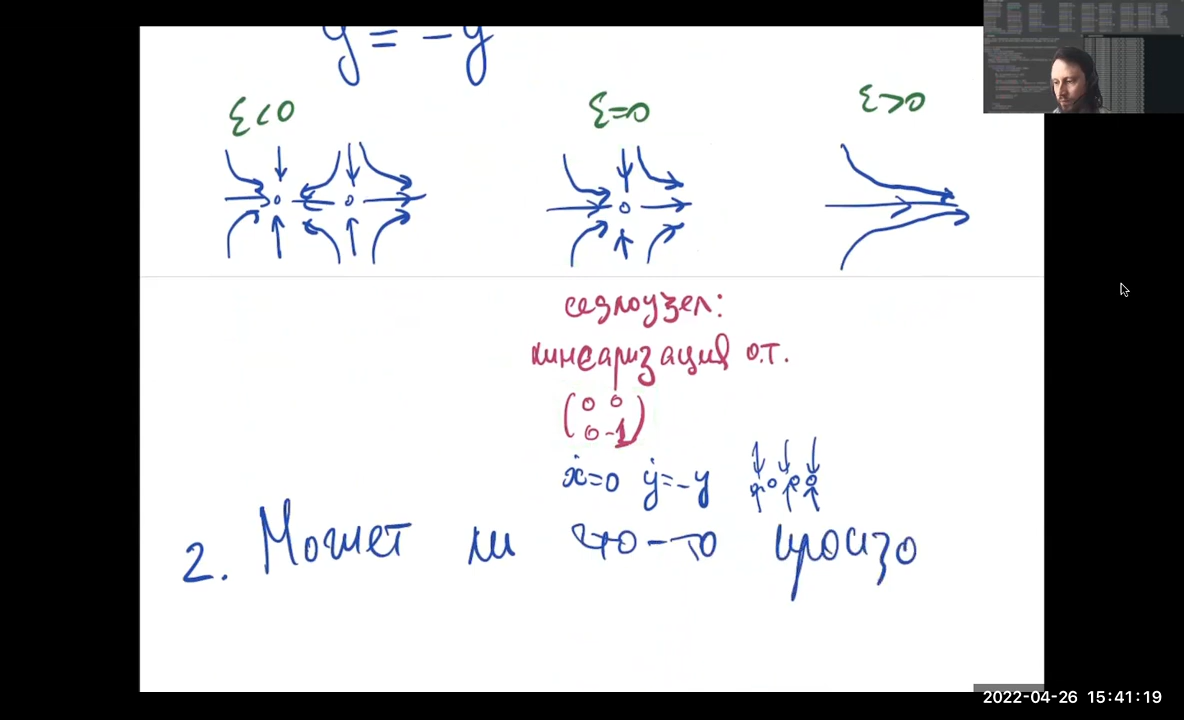 ẏ = -y
ε<0 ε=0 ε>0
седлоузел:
линеаризация о.т.
(0 0
0 -1)
ẋ=0 ẏ=-y
2. Может ли что-то произо
2022-04-26 15:41:19